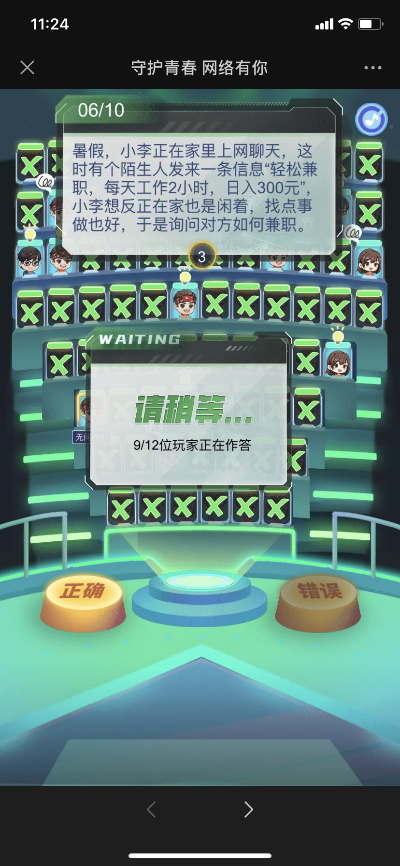 11:24
守护青春 网络有你
06/10
暑假，小李正在家里上网聊天，这
时有个陌生人发来一条信息“轻松兼
职，每天工作2小时，日入300元”，
小李想反正在家也是闲着，找点事
做也好，于是询问对方如何兼职。
3
WAITING
请稍等...
9/12位玩家正在作答
正确
错误